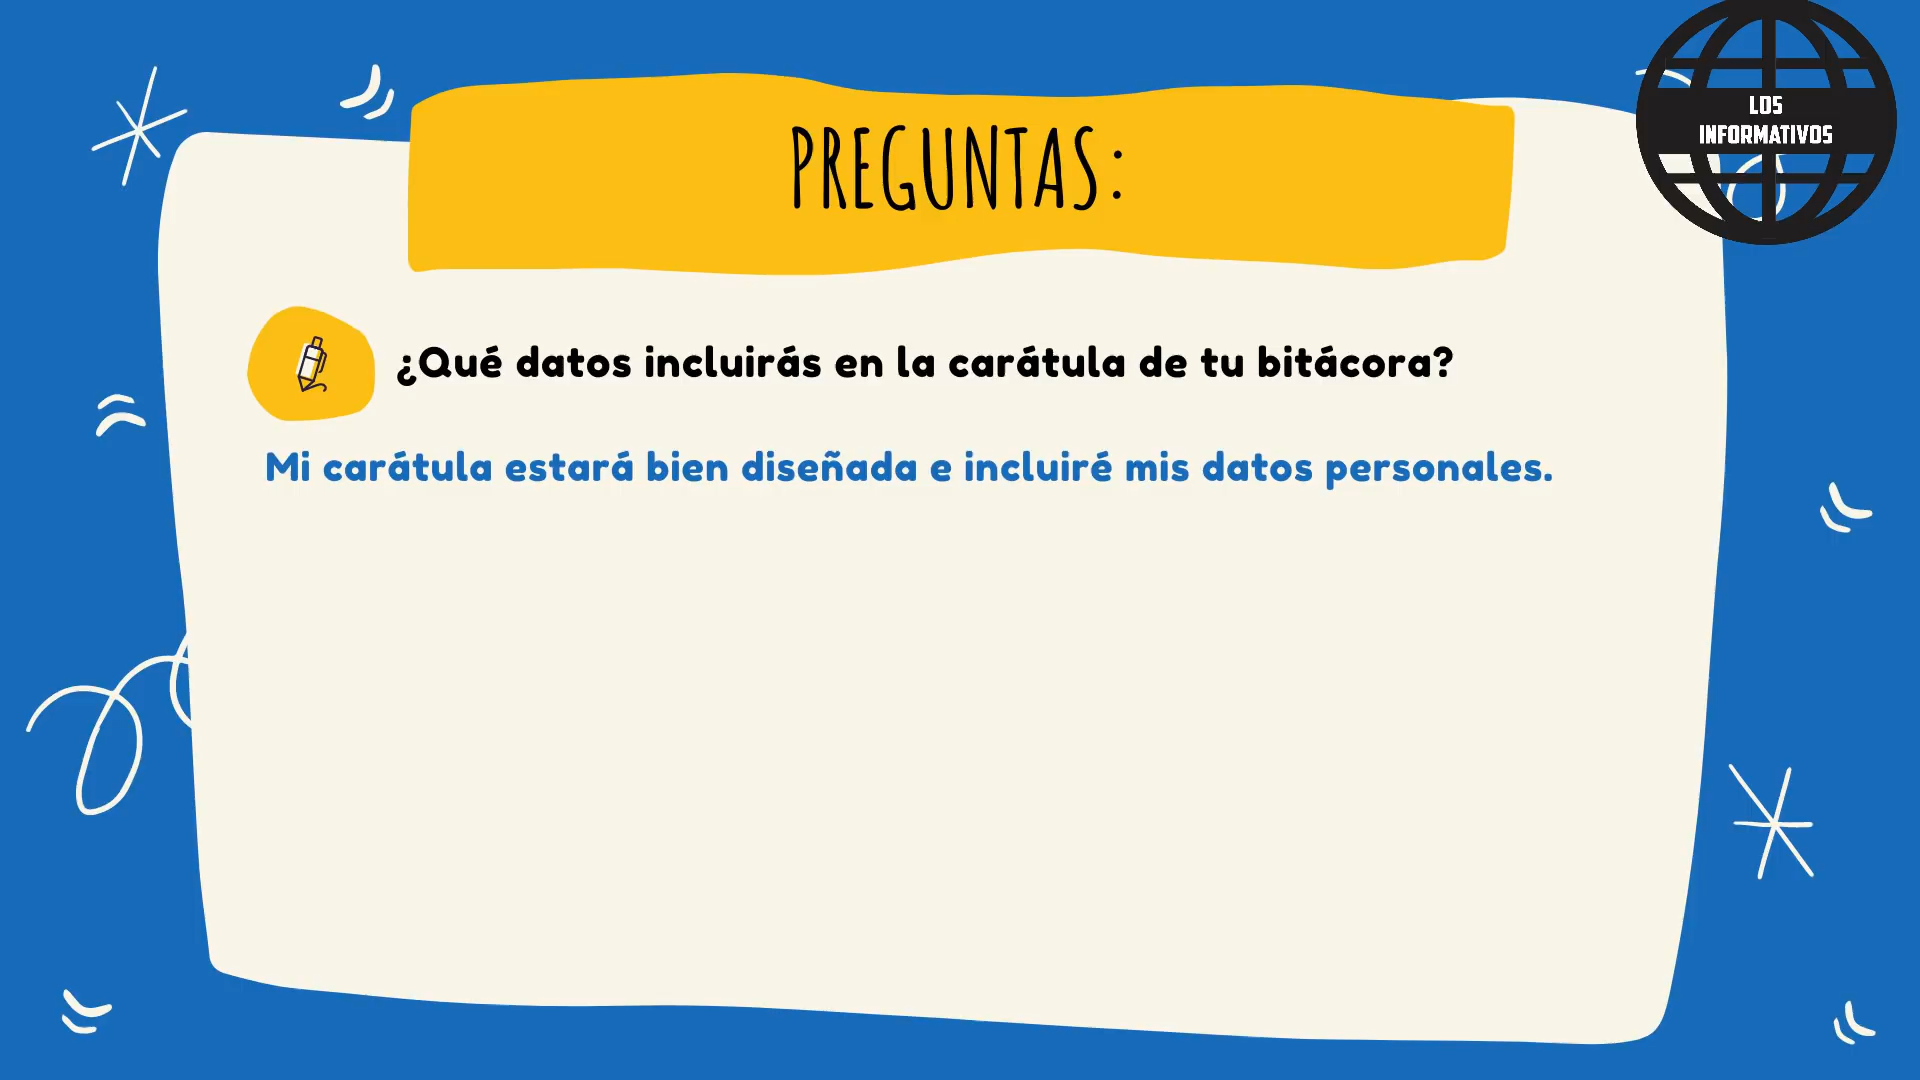 LOS
INFORMATIVOS
PREGUNTAS:
¿Qué datos incluirás en la carátula de tu bitácora?
Mi carátula estará bien diseñada e incluiré mis datos personales.